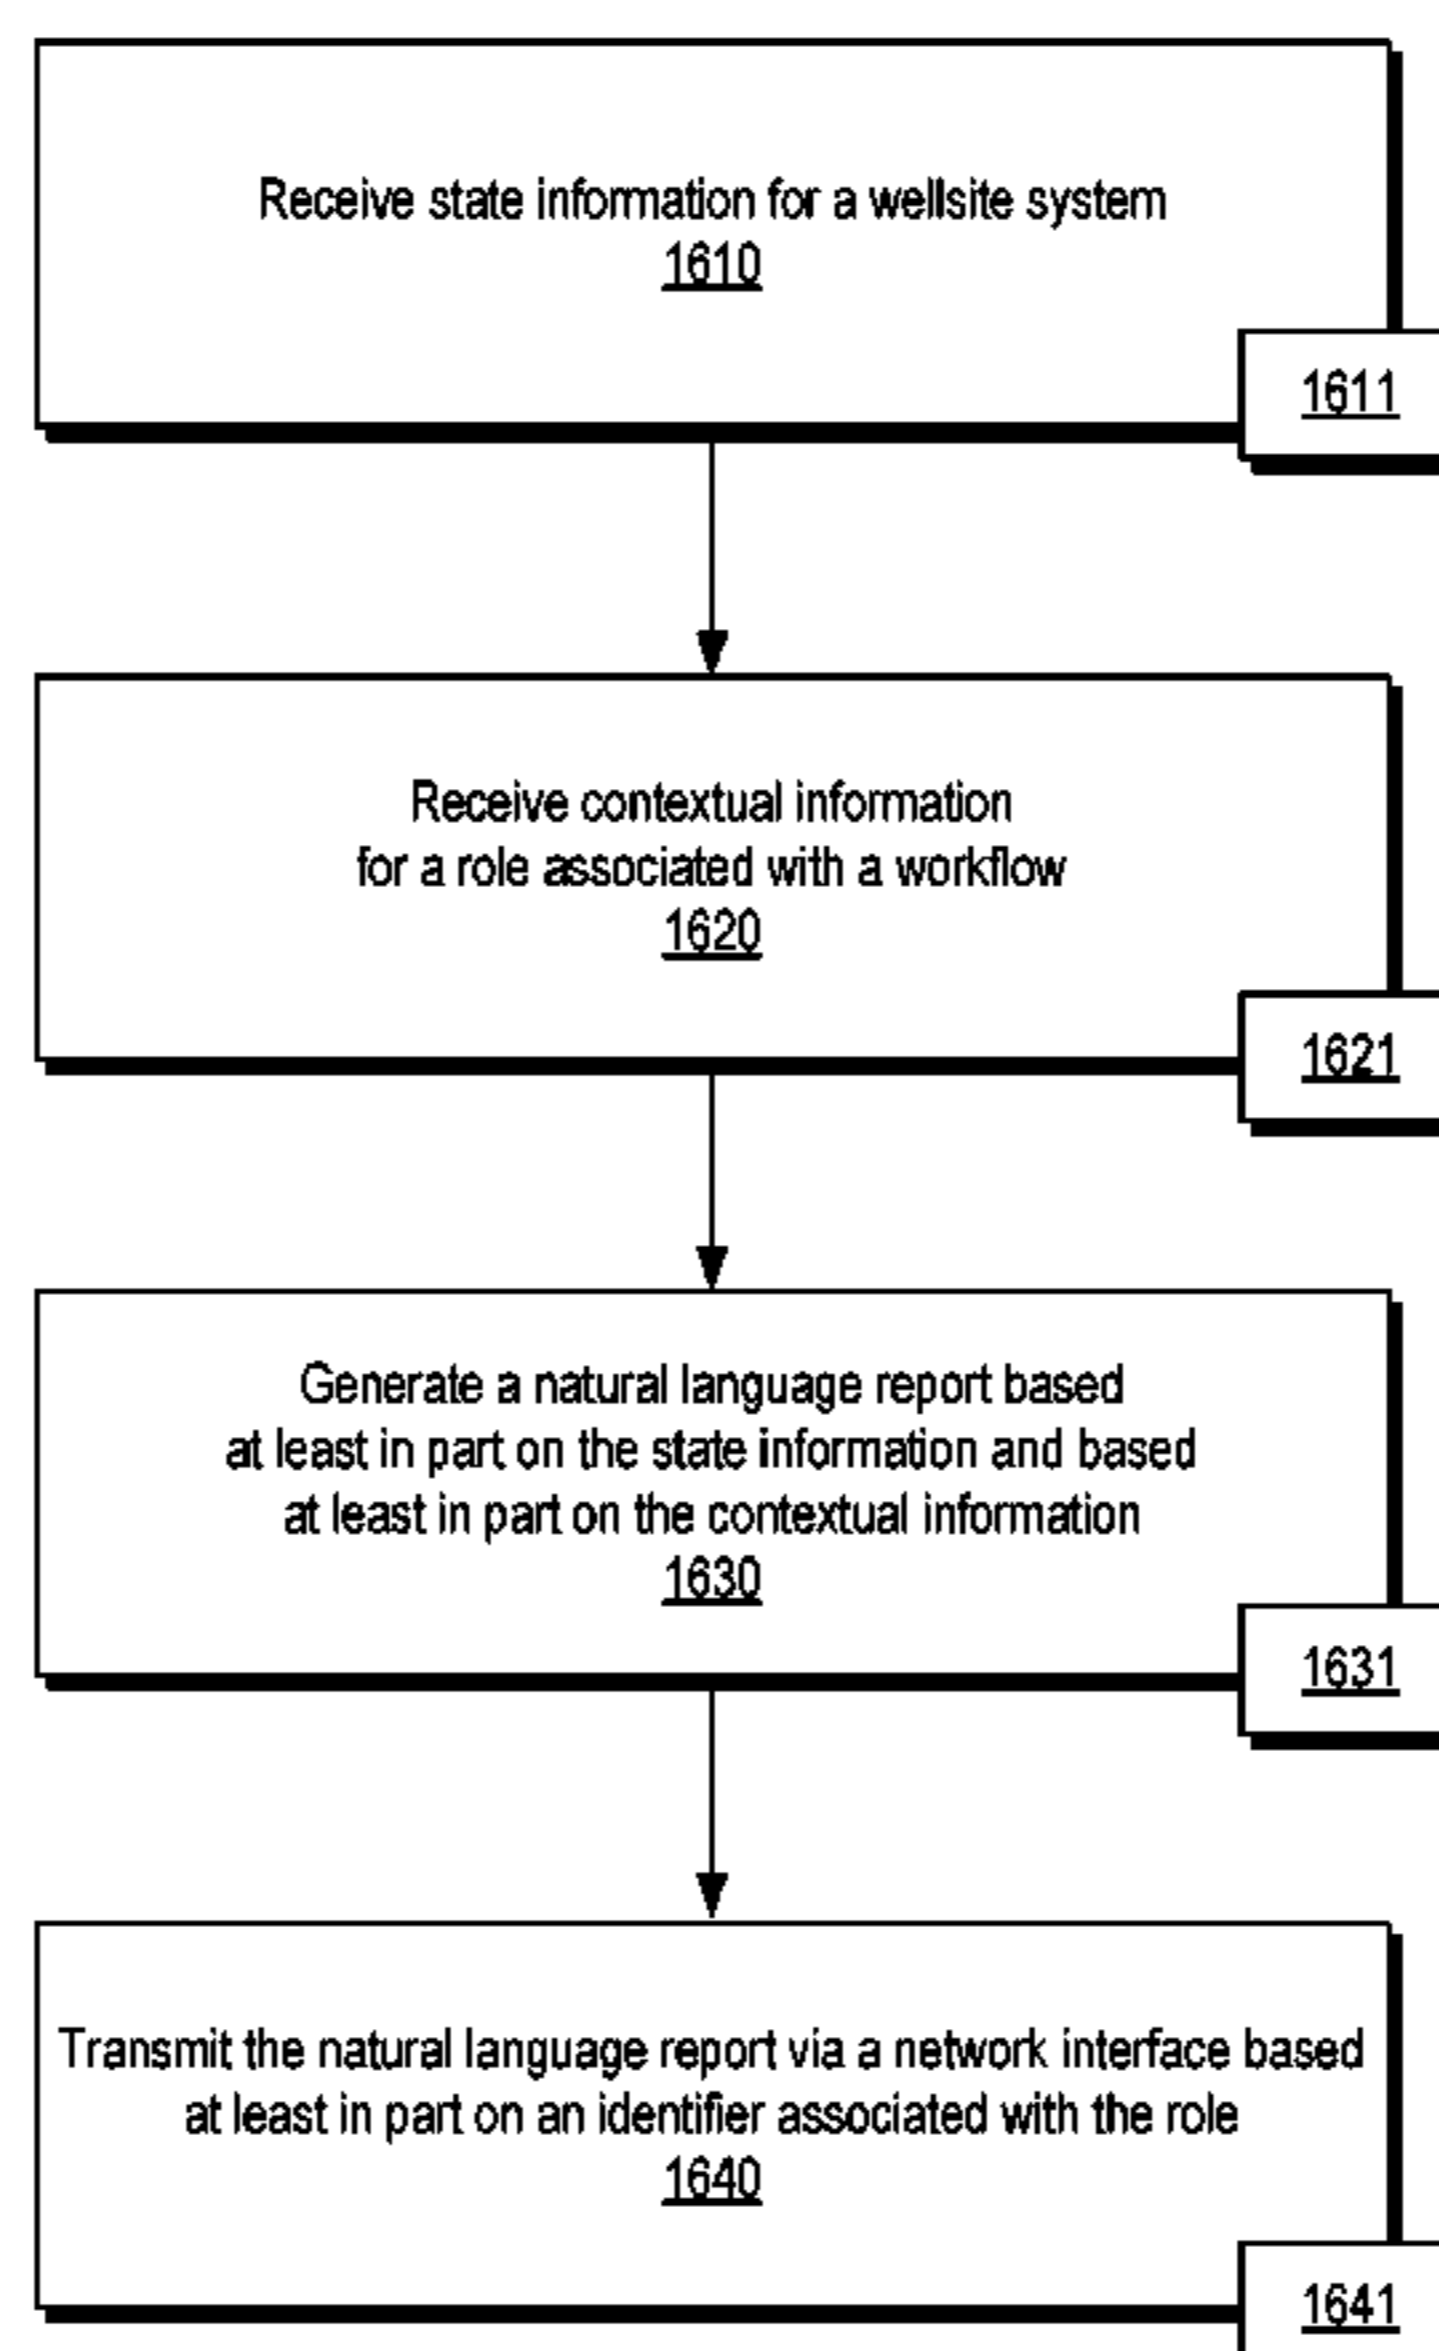 Receive state information for a wellsite system
1610
1611
Receive contextual information
for a role associated with a workflow
1620
1621
Generate a natural language report based
at least in part on the state information and based
at least in part on the contextual information
1630
1631
Transmit the natural language report via a network interface based
at least in part on an identifier associated with the role
1640
1641